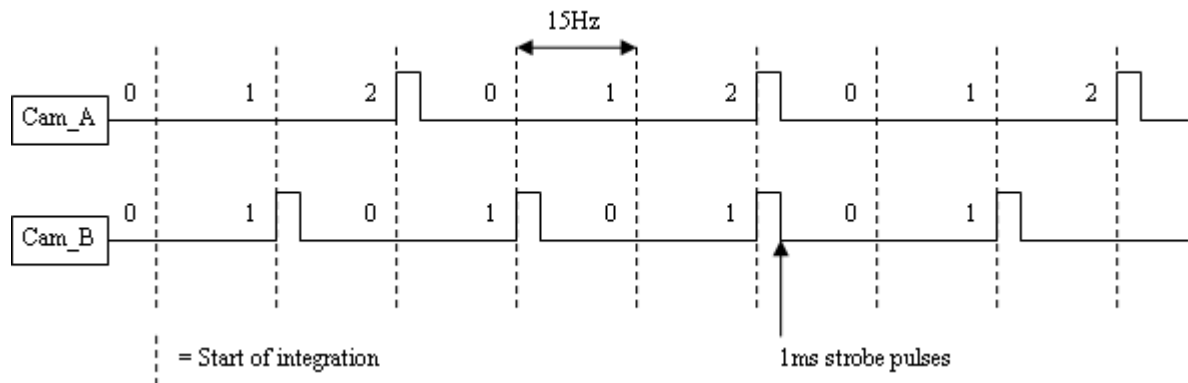 15Hz
0 1 2 0 1 2 0 1 2
Cam_A
0 1 0 1 0 1 0 1
Cam_B
= Start of integration
1ms strobe pulses